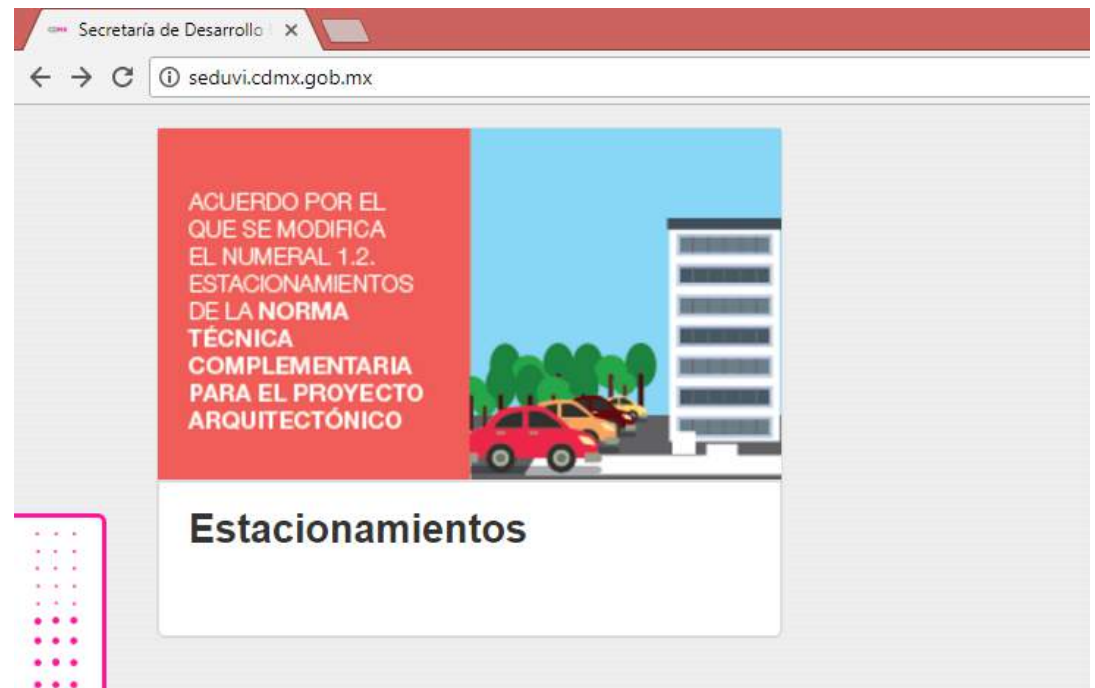 Secretaría de Desarrollo
seduvi.cdmx.gob.mx
ACUERDO POR EL
QUE SE MODIFICA
EL NUMERAL 1.2.
ESTACIONAMIENTOS
DE LA NORMA
TÉCNICA
COMPLEMENTARIA
PARA EL PROYECTO
ARQUITECTÓNICO
Estacionamientos